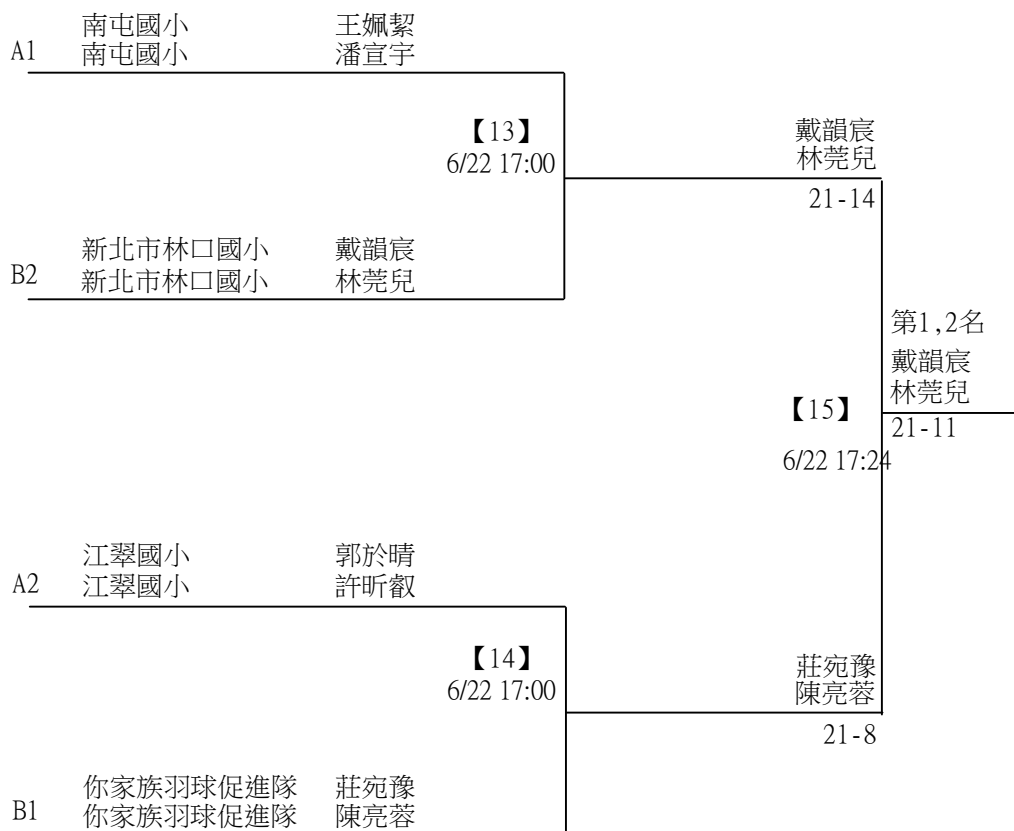 南屯國小 王姵絜
A1 南屯國小 潘宣宇
【13】
6/22 17:00
戴韻宸
林莞兒
21-14
新北市林口國小 戴韻宸
B2 新北市林口國小 林莞兒
第1,2名
戴韻宸
林莞兒
【15】
21-11
6/22 17:24
江翠國小 郭於晴
A2 江翠國小 許昕叡
【14】
6/22 17:00
莊宛豫
陳亮蓉
21-8
你家族羽球促進隊 莊宛豫
B1 你家族羽球促進隊 陳亮蓉